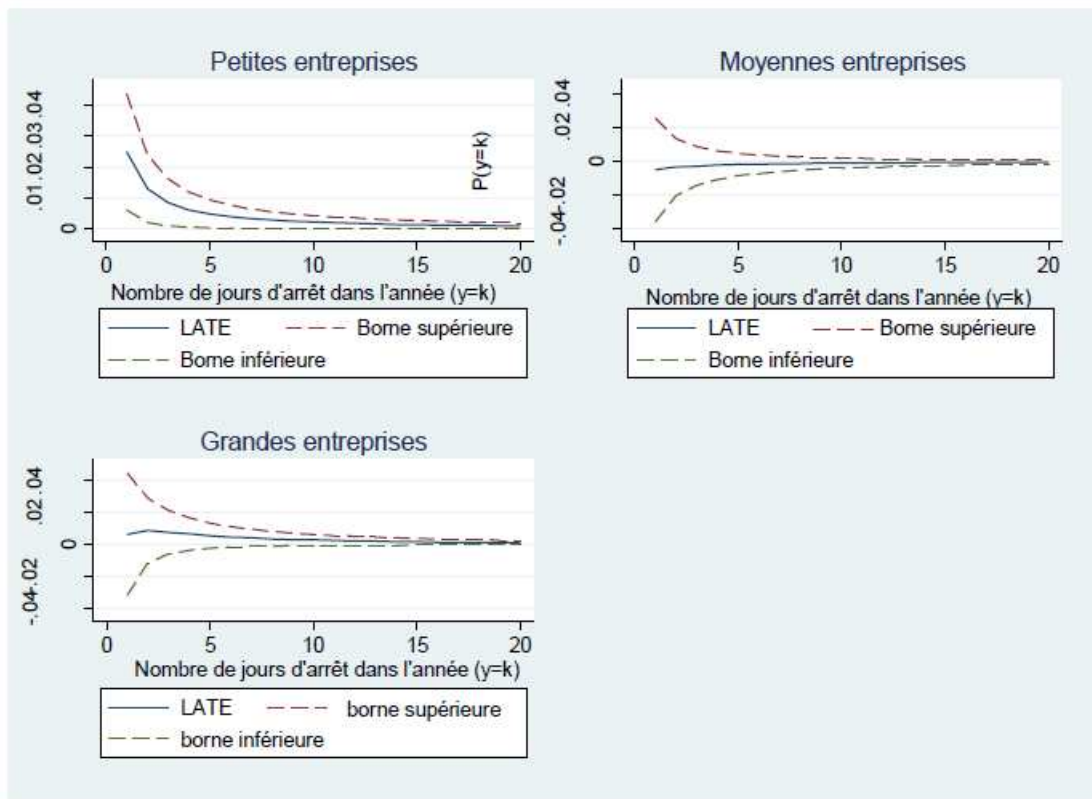 Petites entreprises
0 .01.02.03.04
0 5 10 15 20
Nombre de jours d'arrêt dans l'année (y=k)
LATE Borne supérieure
Borne inférieure
Moyennes entreprises
P(y=k)
-.04-.02 0 .02.04
0 5 10 15 20
Nombre de jours d'arrêt dans l'année (y=k)
LATE Borne supérieure
Borne inférieure
Grandes entreprises
-.04-.02 0 .02.04
0 5 10 15 20
Nombre de jours d'arrêt dans l'année (y=k)
LATE borne supérieure
borne inférieure